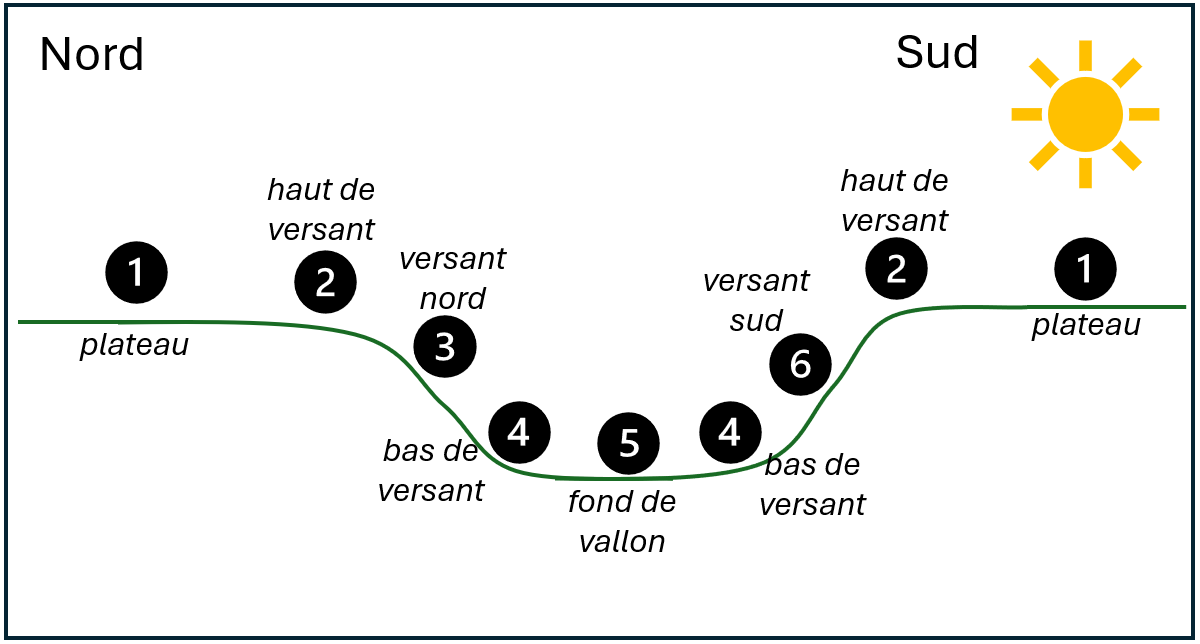 Nord
Sud
haut de
versant
haut de
versant
1
2
versant
nord
3
versant
sud
2
1
plateau
plateau
6
4
5
4
bas de
versant
fond de
vallon
bas de
versant